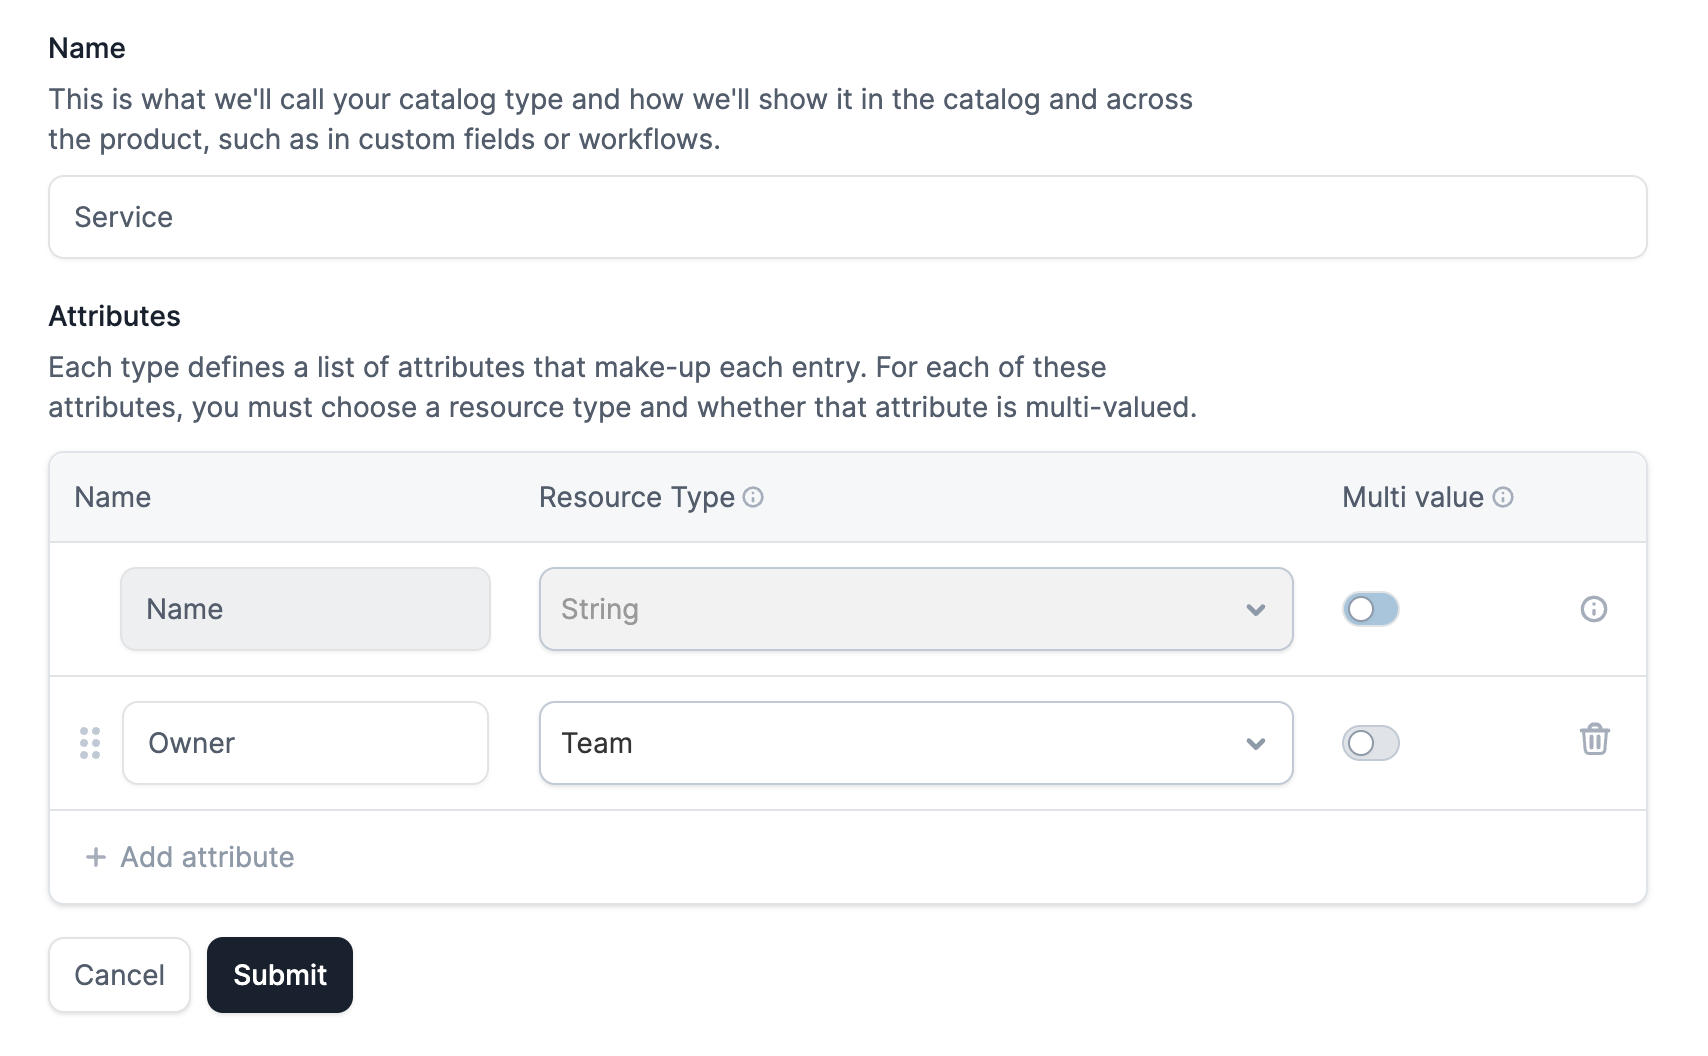 Name
This is what we'll call your catalog type and how we'll show it in the catalog and across
the product, such as in custom fields or workflows.
Service
Attributes
Each type defines a list of attributes that make-up each entry. For each of these
attributes, you must choose a resource type and whether that attribute is multi-valued.
Name Resource Type Multi value
Name String
Owner Team
+ Add attribute
Cancel Submit